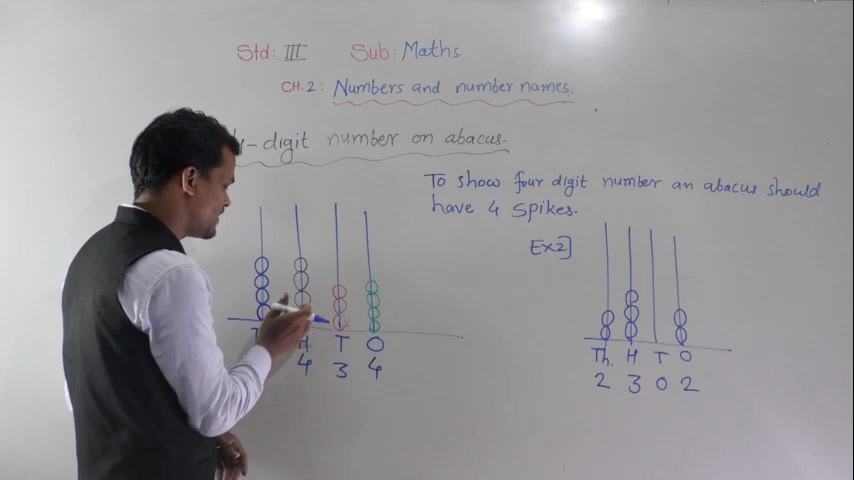 Std: III Sub: Maths
CH. 2: Numbers and number names.
digit number on abacus.
To show four digit number an abacus should
have 4 spikes.
Ex2]
T H T O
4 3 4
Th. H T O
2 3 0 2